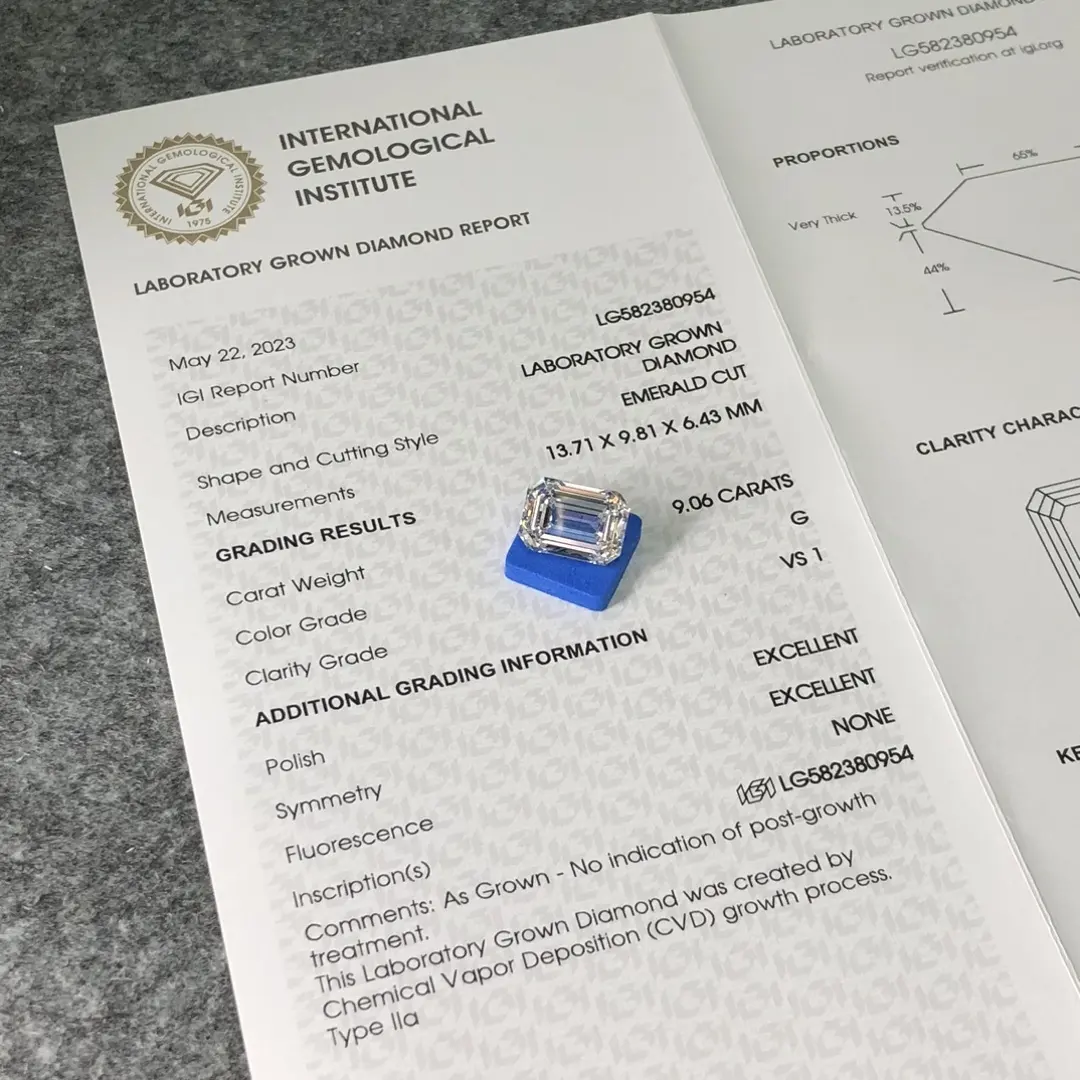 INTERNATIONAL GEMOLOGICAL INSTITUTE
IGI
1975
INTERNATIONAL
GEMOLOGICAL
INSTITUTE
LABORATORY GROWN DIAMOND REPORT
May 22, 2023
IGI Report Number LG582380954
Description LABORATORY GROWN
DIAMOND
Shape and Cutting Style EMERALD CUT
Measurements 13.71 X 9.81 X 6.43 MM
GRADING RESULTS
Carat Weight 9.06 CARATS
Color Grade G
Clarity Grade VS 1
ADDITIONAL GRADING INFORMATION
Polish EXCELLENT
Symmetry EXCELLENT
Fluorescence NONE
Inscription(s) IGI LG582380954
Comments: As Grown - No indication of post-growth
treatment.
This Laboratory Grown Diamond was created by
Chemical Vapor Deposition (CVD) growth process.
Type IIa
LABORATORY GROWN DIAMON
LG582380954
Report verification at igi.org
PROPORTIONS
65%
Very Thick
13.5%
44%
CLARITY CHARAC
KE